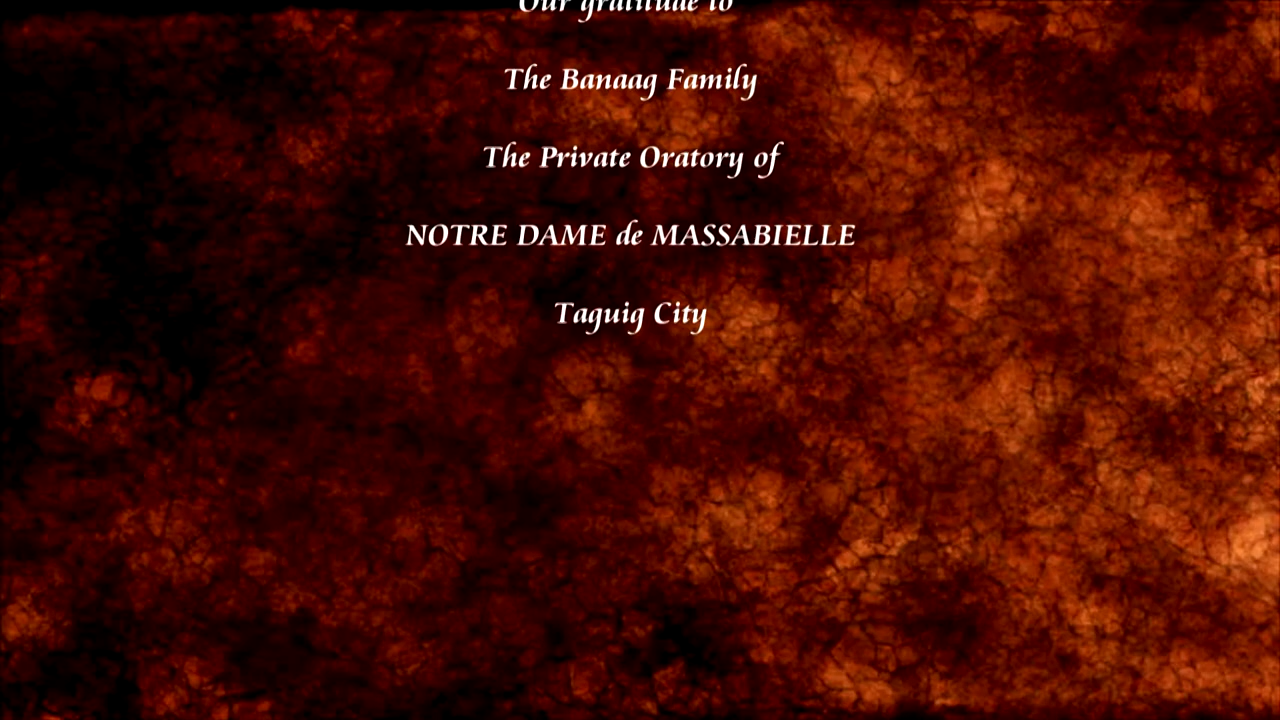 Our gratitude to
The Banaag Family
The Private Oratory of
NOTRE DAME de MASSABIELLE
Taguig City